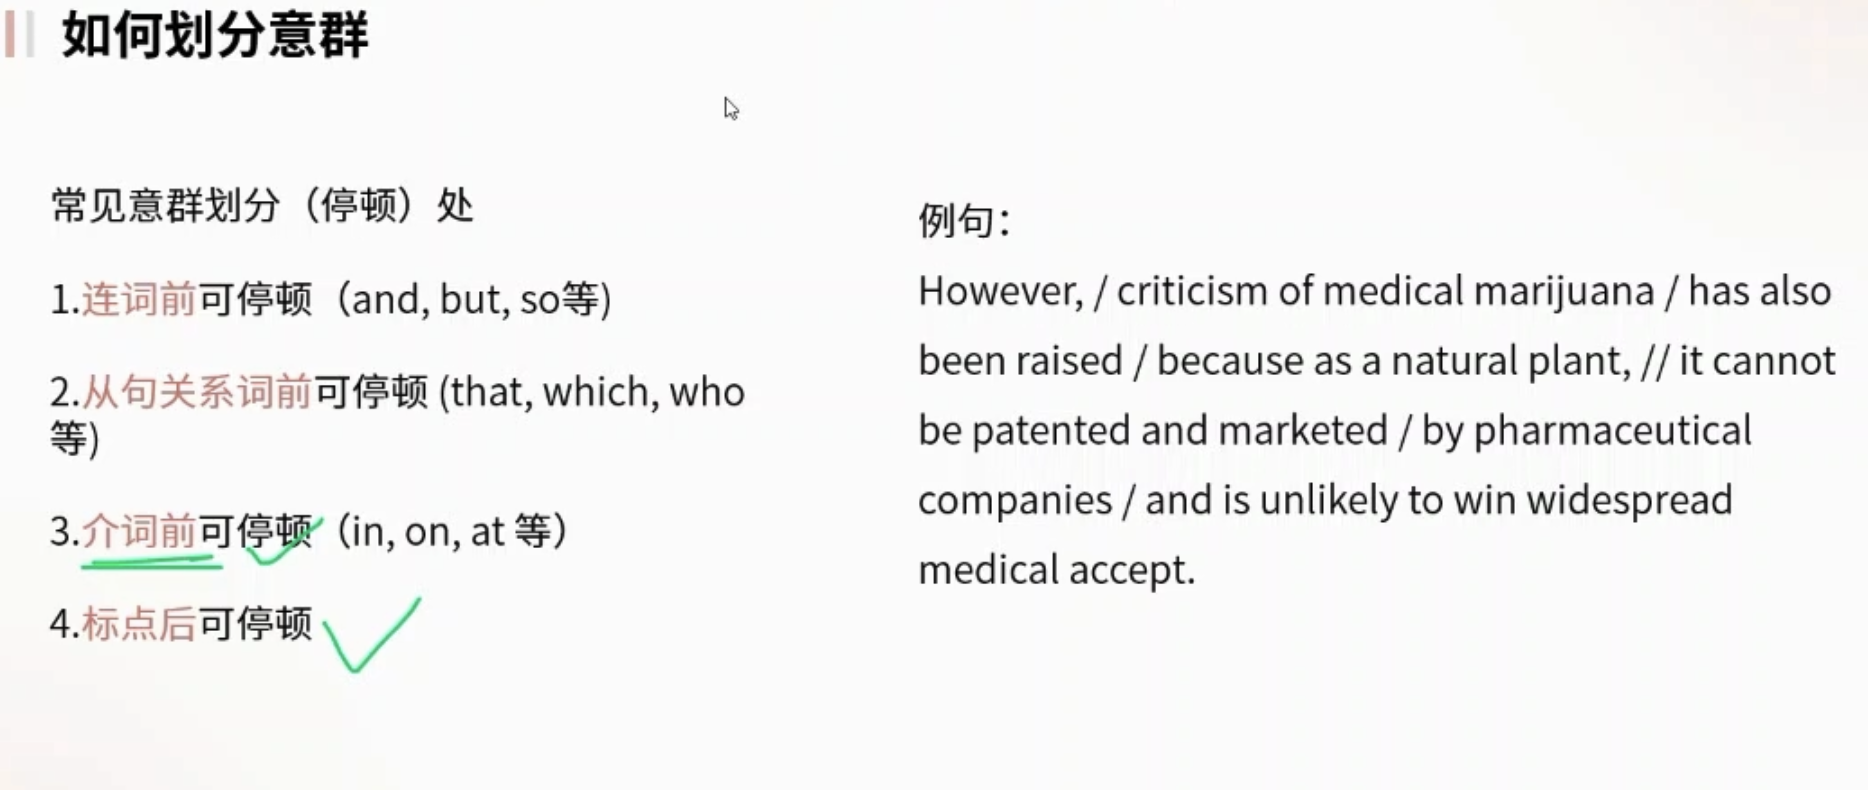 如何划分意群
常见意群划分（停顿）处
1.连词前可停顿（and, but, so等)
2.从句关系词前可停顿 (that, which, who
等)
3.介词前可停顿（in, on, at 等）
4.标点后可停顿
例句：
However, / criticism of medical marijuana / has also
been raised / because as a natural plant, // it cannot
be patented and marketed / by pharmaceutical
companies / and is unlikely to win widespread
medical accept.